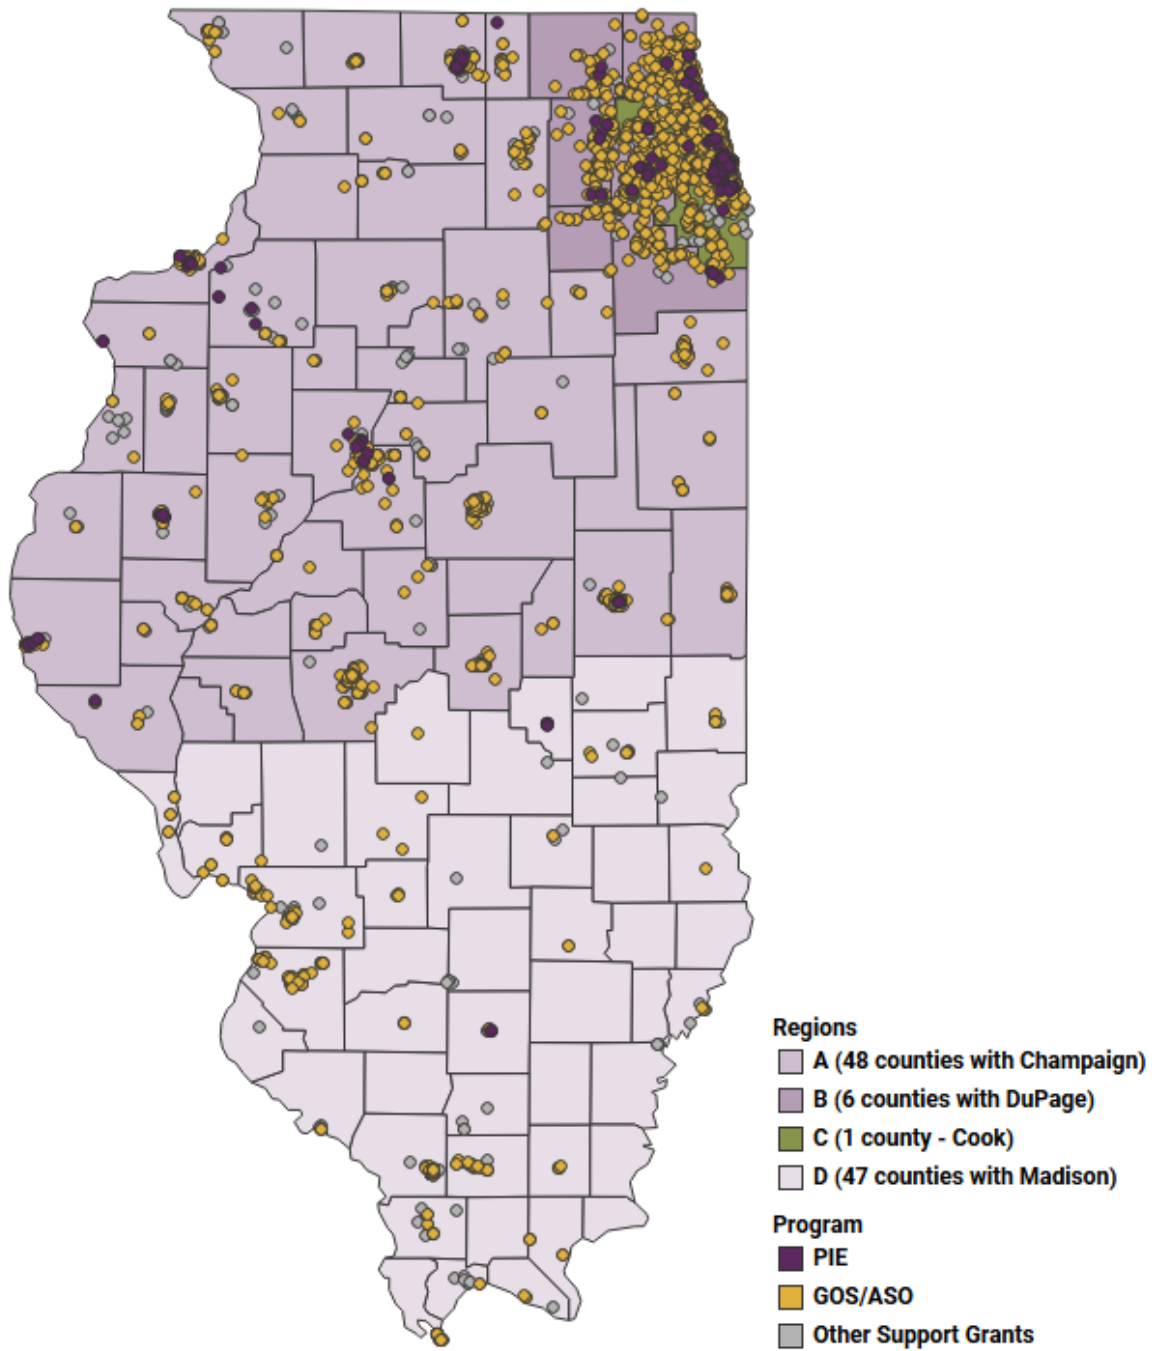 Regions
A (48 counties with Champaign)
B (6 counties with DuPage)
C (1 county - Cook)
D (47 counties with Madison)
Program
PIE
GOS/ASO
Other Support Grants